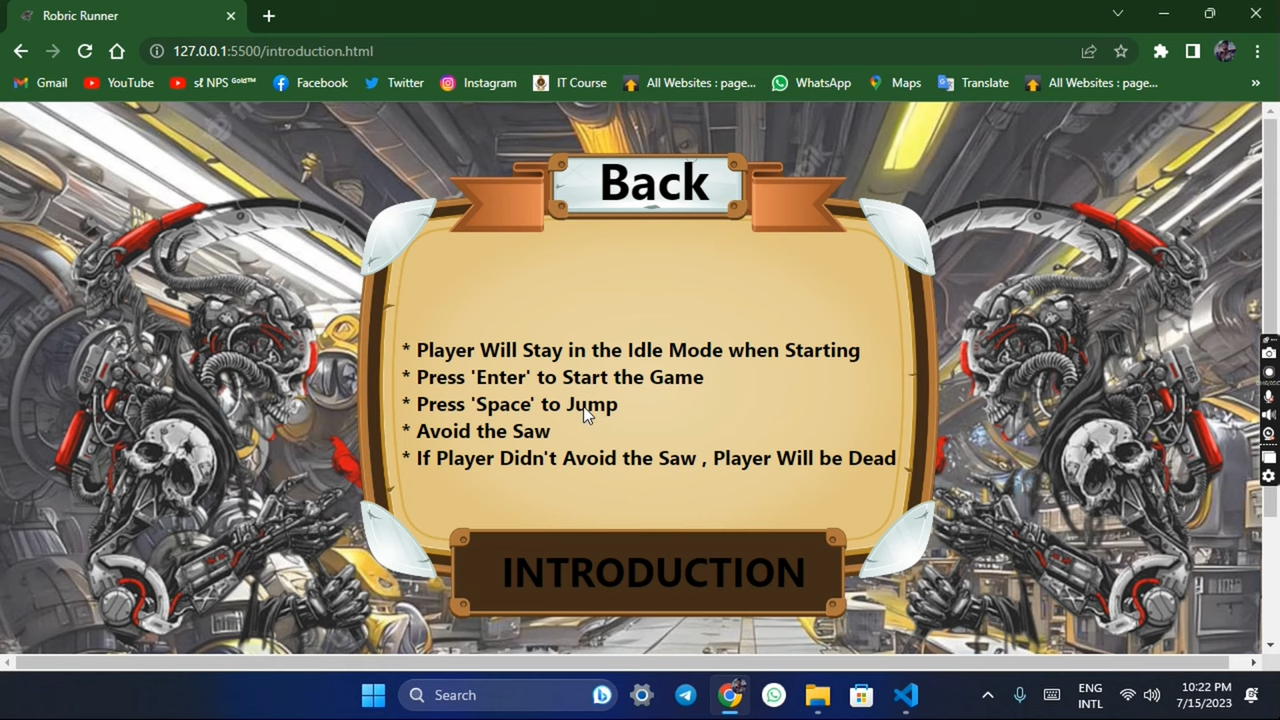 Robric Runner
127.0.0.1:5500/introduction.html
Gmail YouTube NPS ᴳᵒˡᵈ™ Facebook Twitter Instagram IT Course All Websites : page... WhatsApp Maps Translate All Websites : page... »
Back
* Player Will Stay in the Idle Mode when Starting
* Press 'Enter' to Start the Game
* Press 'Space' to Jump
* Avoid the Saw
* If Player Didn't Avoid the Saw , Player Will be Dead
INTRODUCTION
Search
ENG
INTL
10:22 PM
7/15/2023